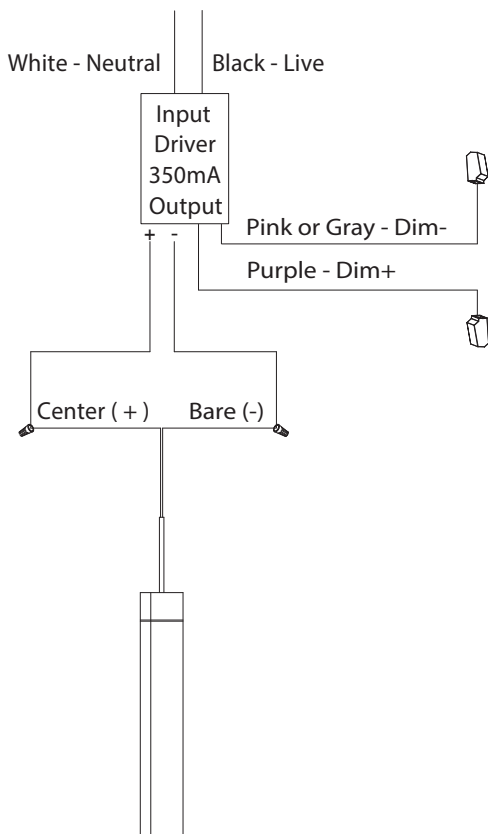 White - Neutral
Black - Live
Input
Driver
350mA
Output
+ -
Pink or Gray - Dim-
Purple - Dim+
Center ( + )
Bare (-)